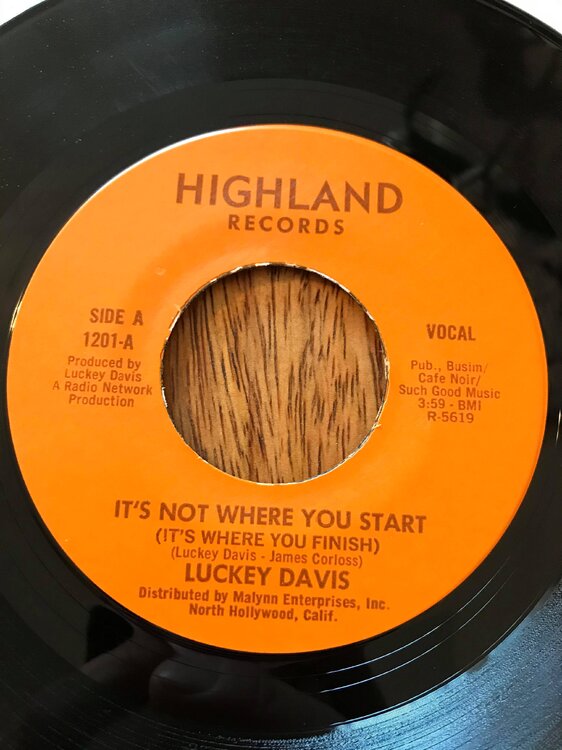 HIGHLAND
RECORDS
SIDE A
1201-A
Produced by
Luckey Davis
A Radio Network
Production
VOCAL
Pub., Busim/
Cafe Noir/
Such Good Music
3:59 - BMI
R-5619
IT'S NOT WHERE YOU START
(IT'S WHERE YOU FINISH)
(Luckey Davis - James Corloss)
LUCKEY DAVIS
Distributed by Malynn Enterprises, Inc.
North Hollywood, Calif.